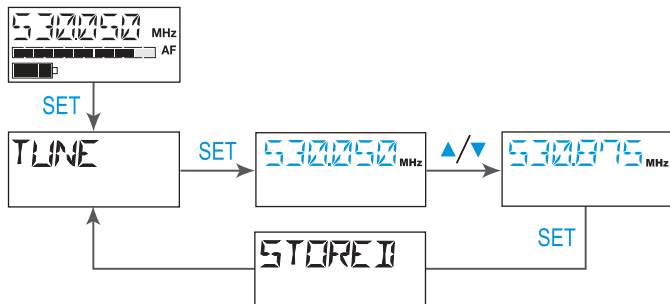 530.050 MHz
AF
SET
TUNE
SET
530.050 MHz
▲/▼
530.875 MHz
SET
STORED